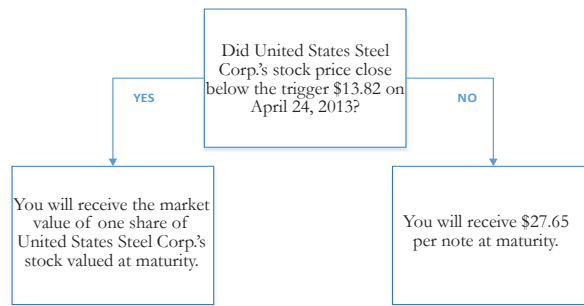 Did United States Steel
Corp.'s stock price close
below the trigger $13.82 on
April 24, 2013?
YES
NO
You will receive the market
value of one share of
United States Steel Corp.'s
stock valued at maturity.
You will receive $27.65
per note at maturity.